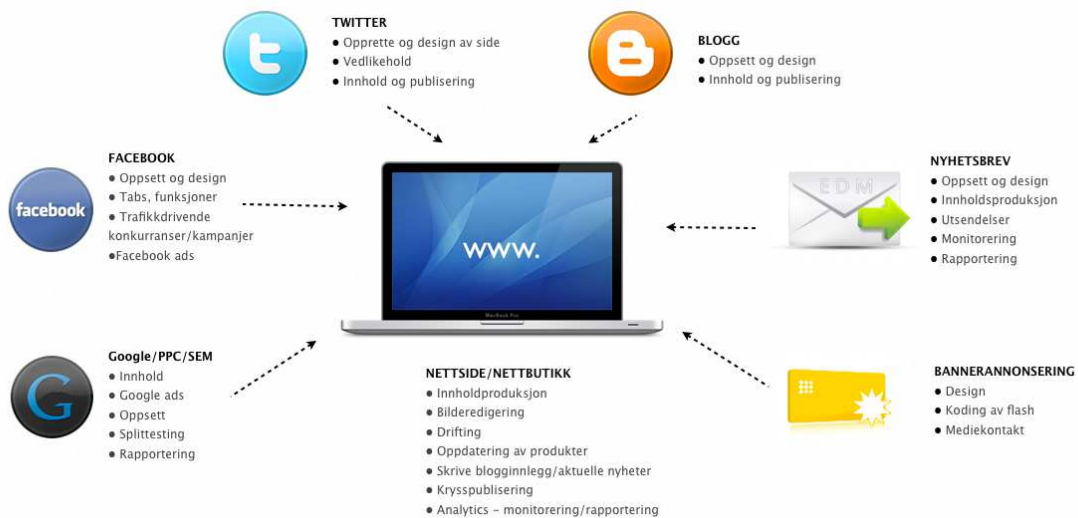 TWITTER
● Opprette og design av side
● Vedlikehold
● Innhold og publisering
BLOGG
● Oppsett og design
● Innhold og publisering
FACEBOOK
● Oppsett og design
● Tabs, funksjoner
● Trafikkdrivende
konkurranser/kampanjer
●Facebook ads
facebook
www.
MacBook Pro
EDM
NYHETSBREV
● Oppsett og design
● Innholdsproduksjon
● Utsendelser
● Monitorering
● Rapportering
Google/PPC/SEM
● Innhold
● Google ads
● Oppsett
● Splittesting
● Rapportering
G
NETTSIDE/NETTBUTIKK
● Innholdproduksjon
● Bilderedigering
● Drifting
● Oppdatering av produkter
● Skrive blogginnlegg/aktuelle nyheter
● Krysspublisering
● Analytics – monitorering/rapportering
BANNERANNONSERING
● Design
● Koding av flash
● Mediekontakt